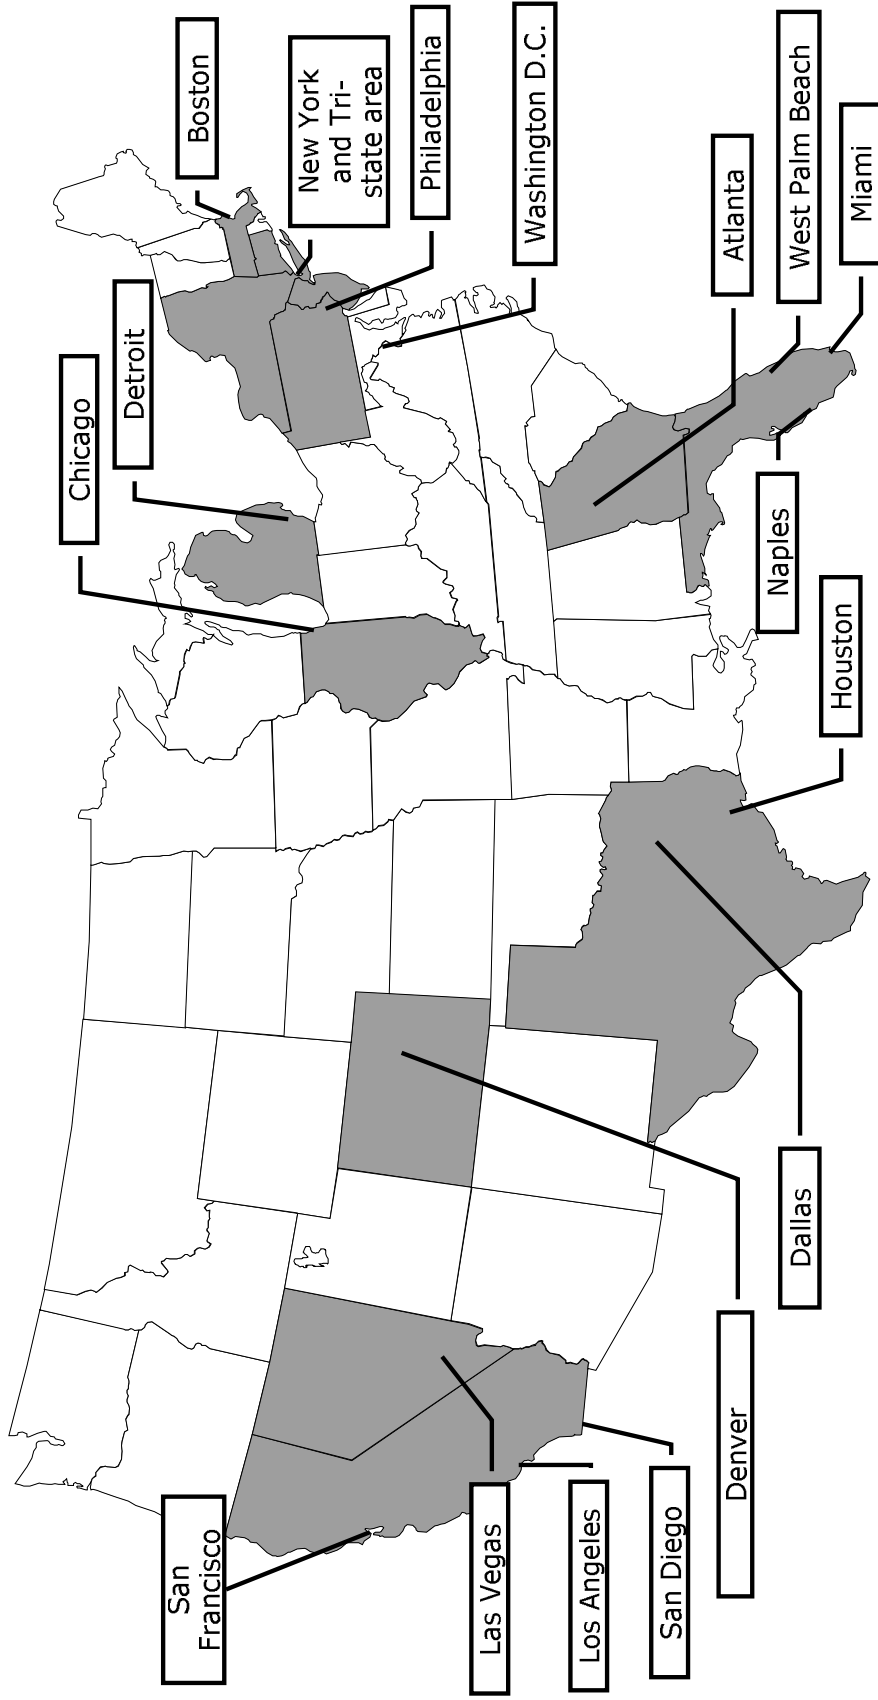 Boston
New York
and Tri-
state area
Philadelphia
Washington D.C.
Detroit
Chicago
Atlanta
West Palm Beach
Miami
Naples
Houston
Dallas
Denver
San Diego
Los Angeles
Las Vegas
San
Francisco